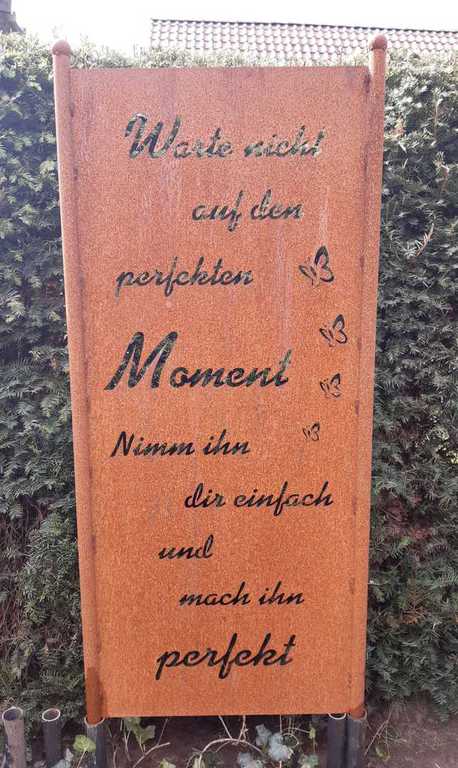 Warte nicht
auf den
perfekten
Moment
Nimm ihn
dir einfach
und
mach ihn
perfekt